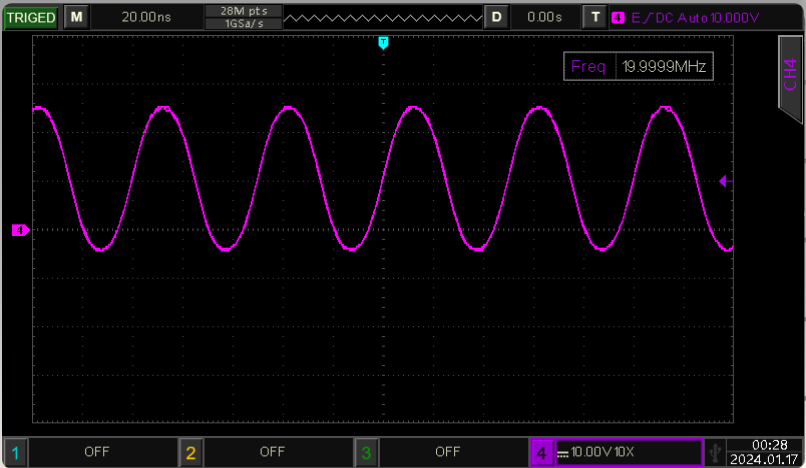 TRIGED M 20.00ns 28M pts D 0.00s T 4 E DC Auto 10.000V
1GSa/s
T
Freq 19.9999MHz
CH4
4
1 OFF 2 OFF 3 OFF 4 10.00V 10X 00:28
2024.01.17